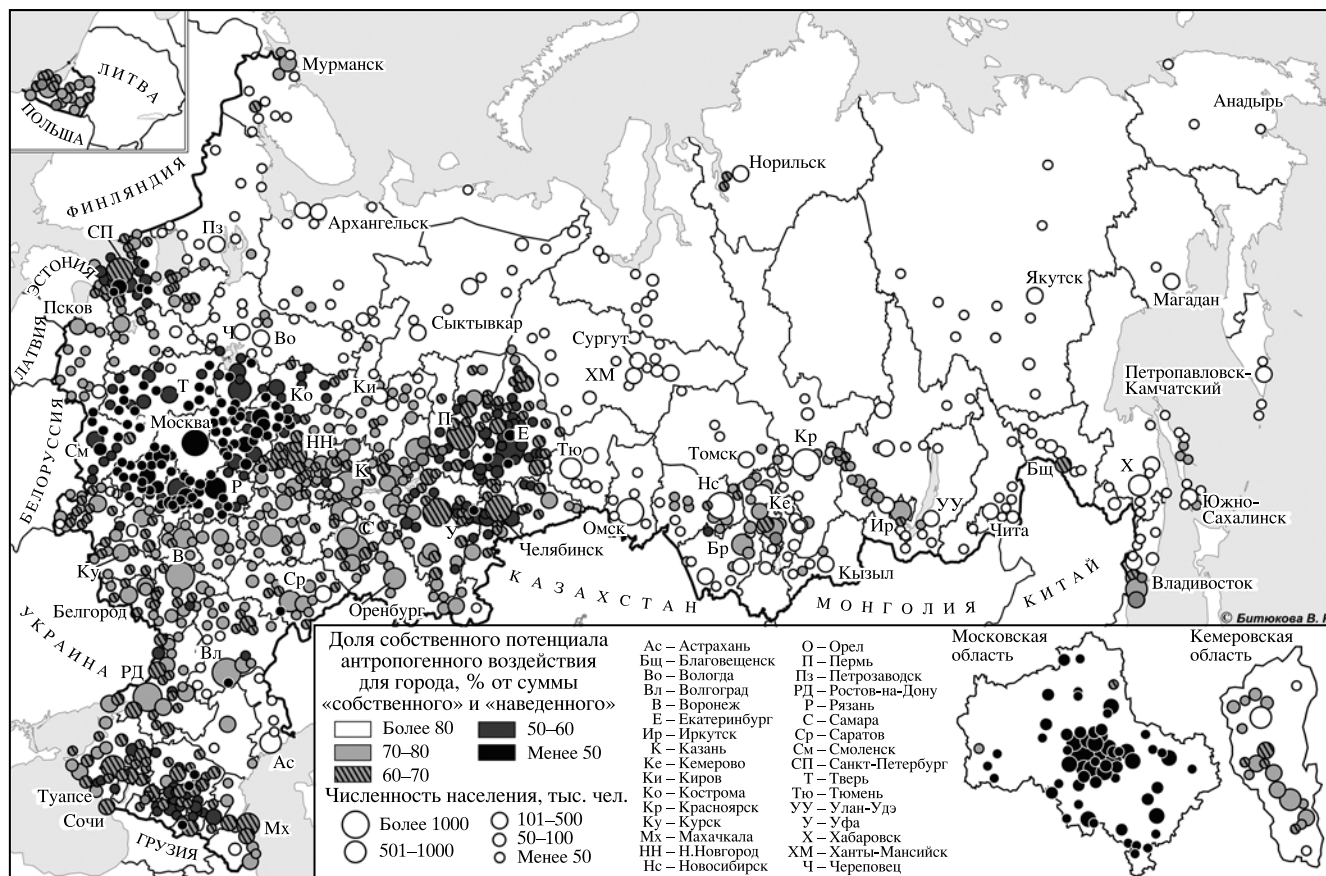 Мурманск
ЛИТВА
ПОЛЬША
Анадырь
Норильск
ФИНЛЯНДИЯ
СП
Пз
Архангельск
ЭСТОНИЯ
Якутск
Магадан
Псков
ЛАТВИЯ
Ч
Во
Сыктывкар
Сургут
ХМ
Петропавловск-
Камчатский
Т
Ко
Ки
Москва
П
БЕЛОРУССИЯ
См
НН
Е
Тю
Томск
Кр
Р
К
Нс
Ке
Бщ
Х
Омск
Ир
УУ
Чита
Южно-
Сахалинск
С
У
Челябинск
Бр
В
Ку
Ср
Кызыл
Владивосток
Белгород
Оренбург
КАЗАХСТАН
МОНГОЛИЯ
КИТАЙ
УКРАИНА
© Битюкова В. Р
Вл
РД
Ас
Туапсе
Сочи
Мх
ГРУЗИЯ
Доля собственного потенциала
антропогенного воздействия
для города, % от суммы
«собственного» и «наведенного»
Более 80
70–80
60–70
50–60
Менее 50
Численность населения, тыс. чел.
Более 1000
501–1000
101–500
50–100
Менее 50
Ас – Астрахань
Бщ – Благовещенск
Во – Вологда
Вл – Волгоград
В – Воронеж
Е – Екатеринбург
Ир – Иркутск
К – Казань
Ке – Кемерово
Ки – Киров
Ко – Кострома
Кр – Красноярск
Ку – Курск
Мх – Махачкала
НН – Н.Новгород
Нс – Новосибирск
О – Орел
П – Пермь
Пз – Петрозаводск
РД – Ростов-на-Дону
Р – Рязань
С – Самара
Ср – Саратов
См – Смоленск
СП – Санкт-Петербург
Т – Тверь
Тю – Тюмень
УУ – Улан-Удэ
У – Уфа
Х – Хабаровск
ХМ – Ханты-Мансийск
Ч – Череповец
Московская
область
Кемеровская
область